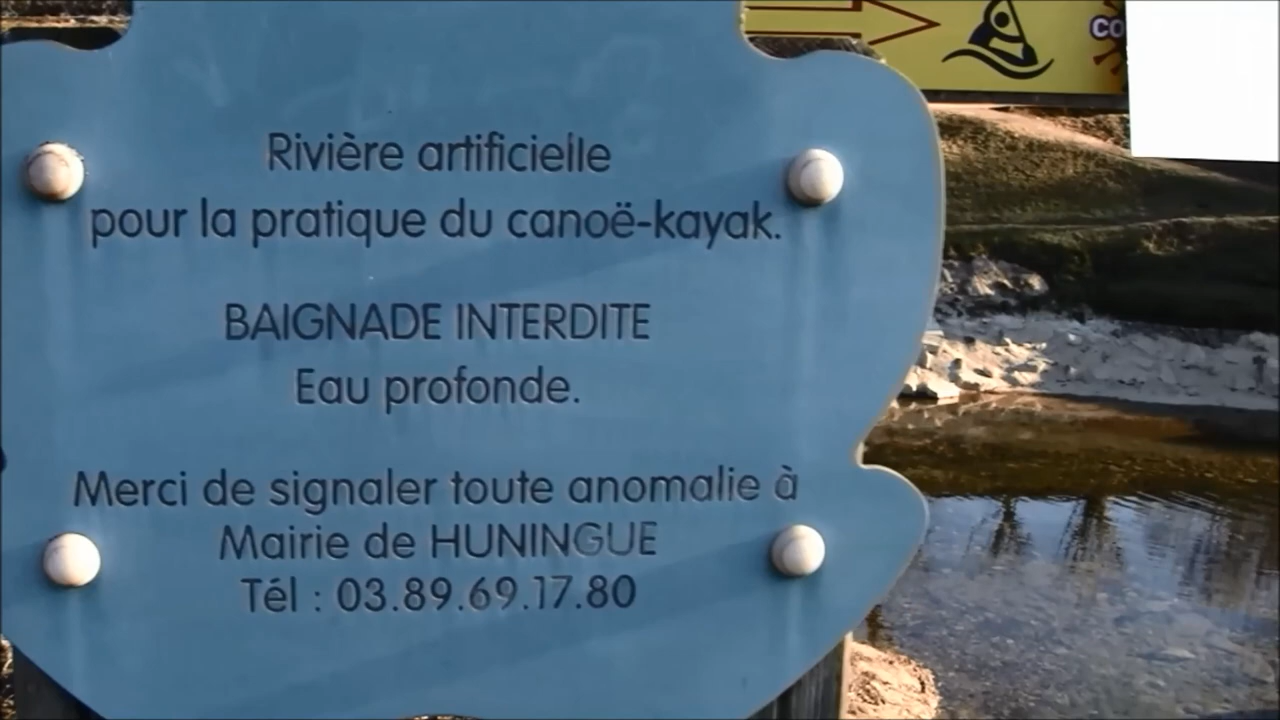 Rivière artificielle
pour la pratique du canoë-kayak.
BAIGNADE INTERDITE
Eau profonde.
Merci de signaler toute anomalie à
Mairie de HUNINGUE
Tél : 03.89.69.17.80